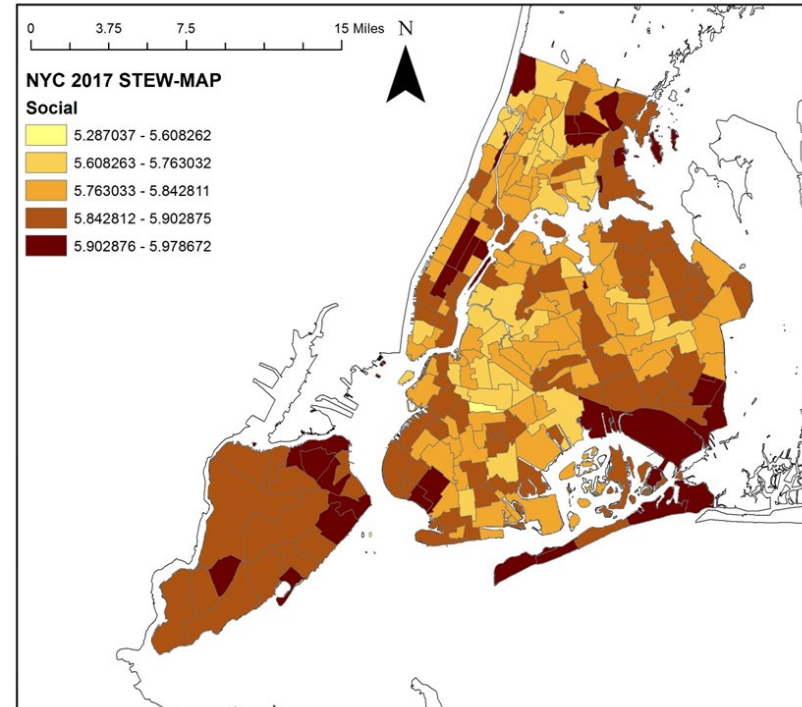 0 3.75 7.5 15 Miles
N
NYC 2017 STEW-MAP
Social
5.287037 - 5.608262
5.608263 - 5.763032
5.763033 - 5.842811
5.842812 - 5.902875
5.902876 - 5.978672